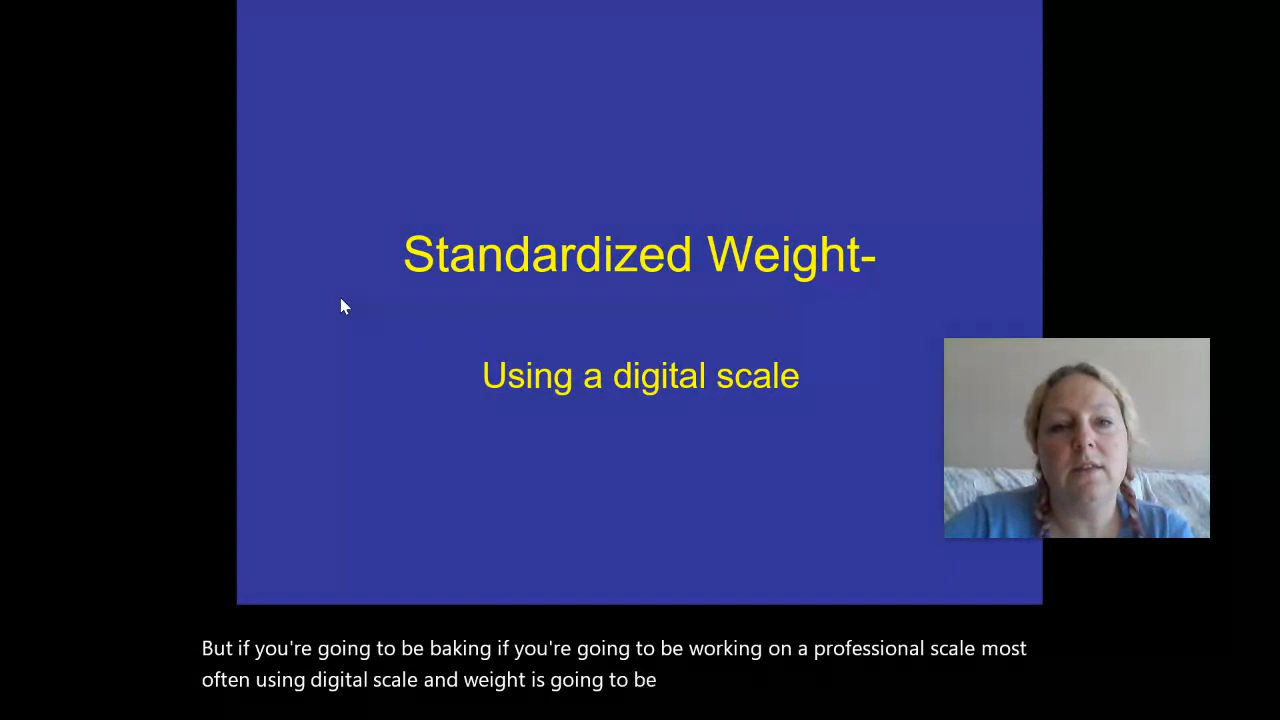 Standardized Weight-
Using a digital scale
But if you're going to be baking if you're going to be working on a professional scale most
often using digital scale and weight is going to be